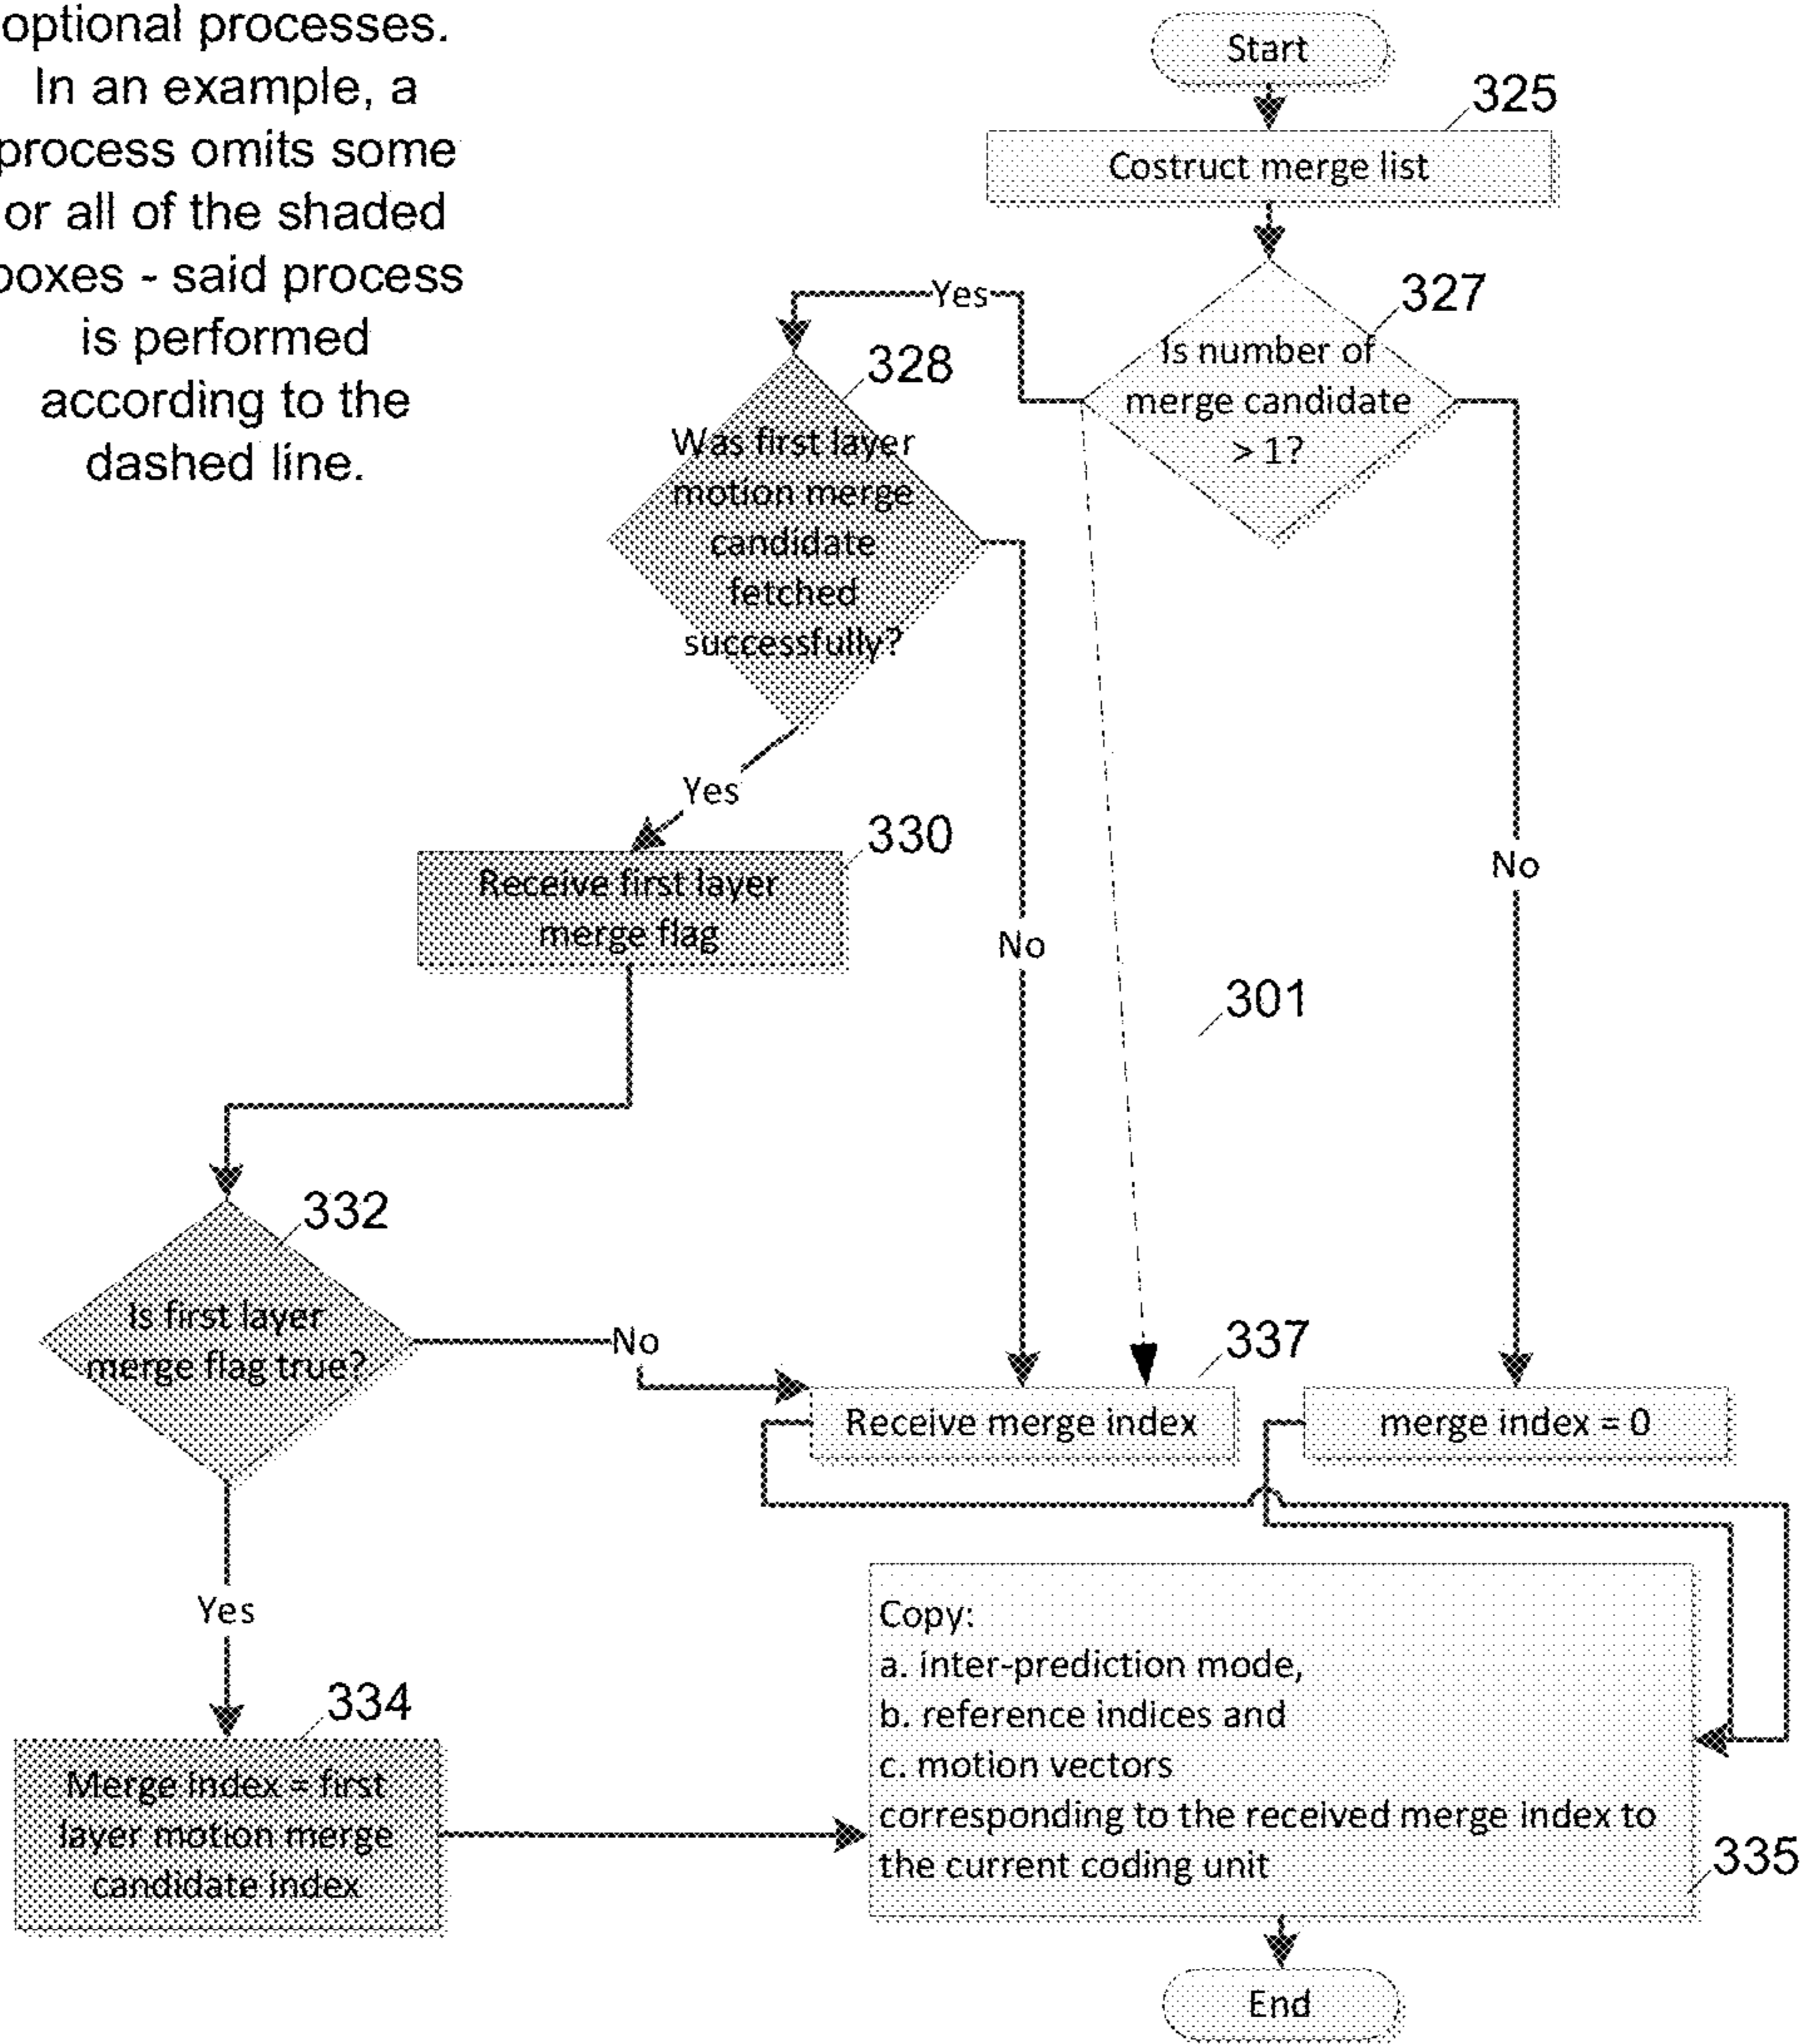 optional processes.
In an example, a
process omits some
or all of the shaded
boxes - said process
is performed
according to the
dashed line.
Start
325
Costruct merge list
327
Is number of
merge candidate
> 1?
Yes
328
Was first layer
motion merge
candidate
fetched
successfully?
Yes
330
Receive first layer
merge flag
No
No
301
332
Is first layer
merge flag true?
No
337
Receive merge index
merge index = 0
Yes
334
Merge index = first
layer motion merge
candidate index
Copy:
a. inter-prediction mode,
b. reference indices and
c. motion vectors
corresponding to the received merge index to
the current coding unit
335
End